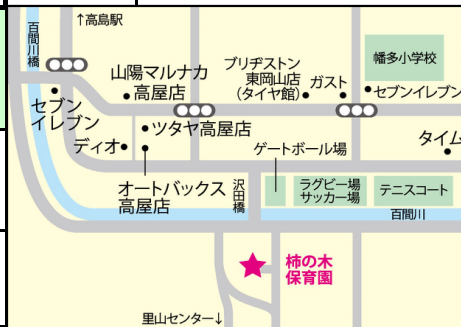 ↑高島駅
百間川橋
山陽マルナカ
高屋店
ブリヂストン
東岡山店
(タイヤ館)
ガスト
幡多小学校
セブンイレブン
セブン
イレブン
ツタヤ高屋店
ディオ
ゲートボール場
タイム
オートバックス
高屋店
沢田橋
ラグビー場
サッカー場
テニスコート
百間川
柿の木
保育園
里山センター↓